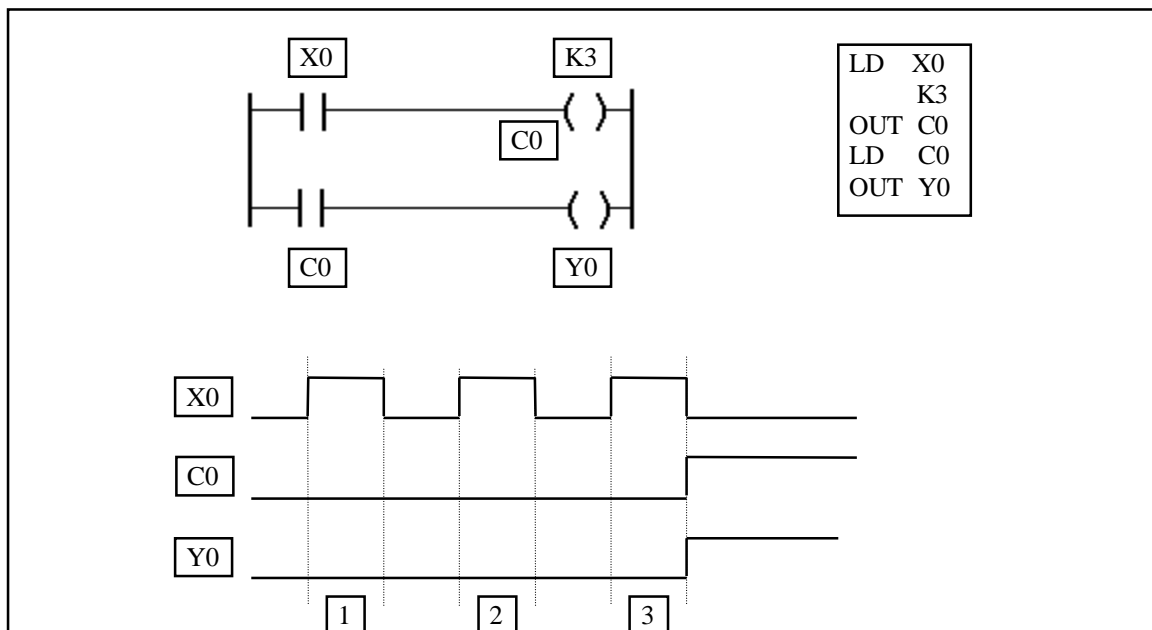 X0 K3
C0
C0 Y0
LD X0
K3
OUT C0
LD C0
OUT Y0
X0
C0
Y0
1 2 3